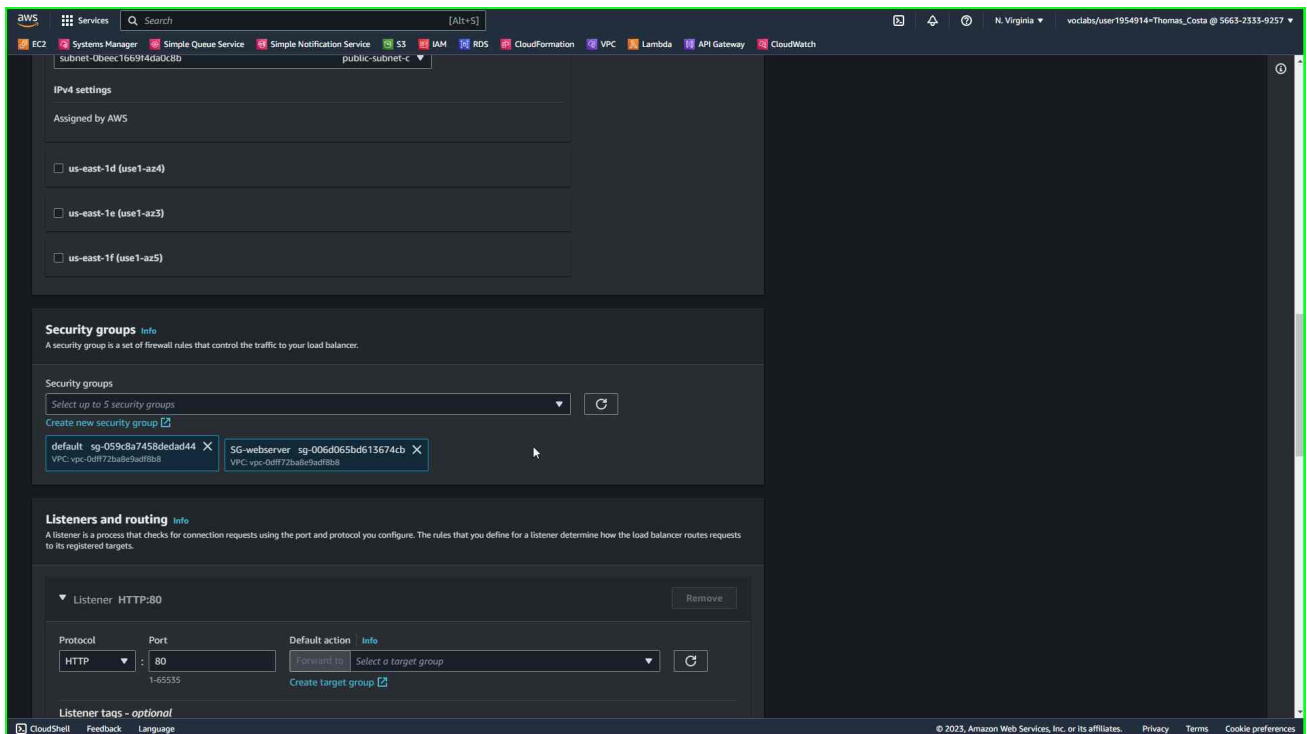 aws Services Search [Alt+S] N. Virginia ▼ voclabs/user1954914=Thomas_Costa @ 5663-2333-9257 ▼
EC2 Systems Manager Simple Queue Service Simple Notification Service S3 IAM RDS CloudFormation VPC Lambda API Gateway CloudWatch
subnet-0beec1669f4da0c8b public-subnet-c ▼
IPv4 settings
Assigned by AWS
us-east-1d (use1-az4)
us-east-1e (use1-az3)
us-east-1f (use1-az5)
Security groups Info
A security group is a set of firewall rules that control the traffic to your load balancer.
Security groups
Select up to 5 security groups
Create new security group
default sg-059c8a7458dedad44 SG-webserver sg-006d065bd613674cb
VPC: vpc-0dff72ba8e9adf8b8 VPC: vpc-0dff72ba8e9adf8b8
Listeners and routing Info
A listener is a process that checks for connection requests using the port and protocol you configure. The rules that you define for a listener determine how the load balancer routes requests
to its registered targets.
▼ Listener HTTP:80 Remove
Protocol Port Default action Info
HTTP ▼ : 80 Forward to Select a target group ▼
1-65535 Create target group
Listener tags - optional
CloudShell Feedback Language © 2023, Amazon Web Services, Inc. or its affiliates. Privacy Terms Cookie preferences